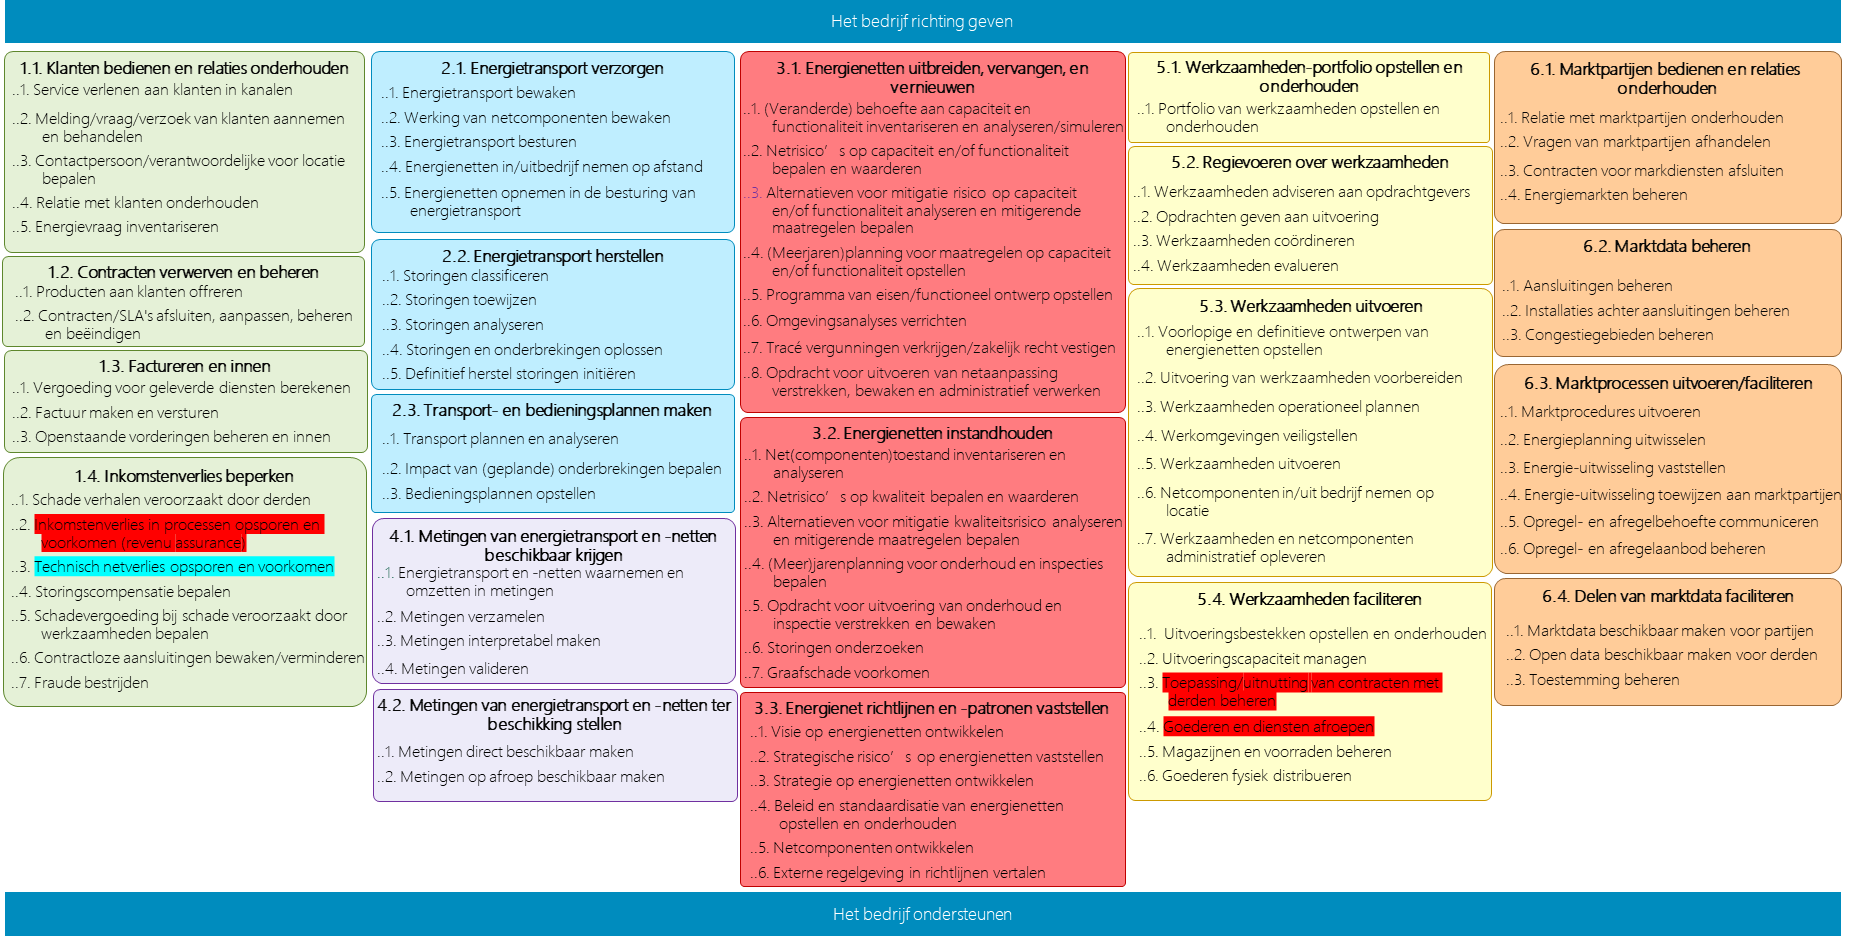 Het bedrijf richting geven
1.1. Klanten bedienen en relaties onderhouden
..1. Service verlenen aan klanten in kanalen
..2. Melding/vraag/verzoek van klanten aannemen
en behandelen
..3. Contactpersoon/verantwoordelijke voor locatie
bepalen
..4. Relatie met klanten onderhouden
..5. Energievraag inventariseren
1.2. Contracten verwerven en beheren
..1. Producten aan klanten offreren
..2. Contracten/SLA's afsluiten, aanpassen, beheren
en beëindigen
1.3. Factureren en innen
..1. Vergoeding voor geleverde diensten berekenen
..2. Factuur maken en versturen
..3. Openstaande vorderingen beheren en innen
1.4. Inkomstenverlies beperken
..1. Schade verhalen veroorzaakt door derden
..2. Inkomstenverlies in processen opsporen en
voorkomen (revenu assurance)
..3. Technisch netverlies opsporen en voorkomen
..4. Storingscompensatie bepalen
..5. Schadevergoeding bij schade veroorzaakt door
werkzaamheden bepalen
..6. Contractloze aansluitingen bewaken/verminderen
..7. Fraude bestrijden
2.1. Energietransport verzorgen
..1. Energietransport bewaken
..2. Werking van netcomponenten bewaken
..3. Energietransport besturen
..4. Energienetten in/uitbedrijf nemen op afstand
..5. Energienetten opnemen in de besturing van
energietransport
2.2. Energietransport herstellen
..1. Storingen classificeren
..2. Storingen toewijzen
..3. Storingen analyseren
..4. Storingen en onderbrekingen oplossen
..5. Definitief herstel storingen initiëren
2.3. Transport- en bedieningsplannen maken
..1. Transport plannen en analyseren
..2. Impact van (geplande) onderbrekingen bepalen
..3. Bedieningsplannen opstellen
4.1. Metingen van energietransport en -netten
beschikbaar krijgen
..1. Energietransport en -netten waarnemen en
omzetten in metingen
..2. Metingen verzamelen
..3. Metingen interpretabel maken
..4. Metingen valideren
4.2. Metingen van energietransport en -netten ter
beschikking stellen
..1. Metingen direct beschikbaar maken
..2. Metingen op afroep beschikbaar maken
3.1. Energienetten uitbreiden, vervangen, en
vernieuwen
..1. (Veranderde) behoefte aan capaciteit en
functionaliteit inventariseren en analyseren/simuleren
..2. Netrisico’s op capaciteit en/of functionaliteit
bepalen en waarderen
..3. Alternatieven voor mitigatie risico op capaciteit
en/of functionaliteit analyseren en mitigerende
maatregelen bepalen
..4. (Meerjaren)planning voor maatregelen op capaciteit
en/of functionaliteit opstellen
..5. Programma van eisen/functioneel ontwerp opstellen
..6. Omgevingsanalyses verrichten
..7. Tracé vergunningen verkrijgen/zakelijk recht vestigen
..8. Opdracht voor uitvoeren van netaanpassing
verstrekken, bewaken en administratief verwerken
3.2. Energienetten instandhouden
..1. Net(componenten)toestand inventariseren en
analyseren
..2. Netrisico’s op kwaliteit bepalen en waarderen
..3. Alternatieven voor mitigatie kwaliteitsrisico analyseren
en mitigerende maatregelen bepalen
..4. (Meer)jarenplanning voor onderhoud en inspecties
bepalen
..5. Opdracht voor uitvoering van onderhoud en
inspectie verstrekken en bewaken
..6. Storingen onderzoeken
..7. Graafschade voorkomen
3.3. Energienet richtlijnen en -patronen vaststellen
..1. Visie op energienetten ontwikkelen
..2. Strategische risico’s op energienetten vaststellen
..3. Strategie op energienetten ontwikkelen
..4. Beleid en standaardisatie van energienetten
opstellen en onderhouden
..5. Netcomponenten ontwikkelen
..6. Externe regelgeving in richtlijnen vertalen
5.1. Werkzaamheden-portfolio opstellen en
onderhouden
..1. Portfolio van werkzaamheden opstellen en
onderhouden
5.2. Regievoeren over werkzaamheden
..1. Werkzaamheden adviseren aan opdrachtgevers
..2. Opdrachten geven aan uitvoering
..3. Werkzaamheden coördineren
..4. Werkzaamheden evalueren
5.3. Werkzaamheden uitvoeren
..1. Voorlopige en definitieve ontwerpen van
energienetten opstellen
..2. Uitvoering van werkzaamheden voorbereiden
..3. Werkzaamheden operationeel plannen
..4. Werkomgevingen veiligstellen
..5. Werkzaamheden uitvoeren
..6. Netcomponenten in/uit bedrijf nemen op
locatie
..7. Werkzaamheden en netcomponenten
administratief opleveren
5.4. Werkzaamheden faciliteren
..1. Uitvoeringsbestekken opstellen en onderhouden
..2. Uitvoeringscapaciteit managen
..3. Toepassing/uitnutting van contracten met
derden beheren
..4. Goederen en diensten afroepen
..5. Magazijnen en voorraden beheren
..6. Goederen fysiek distribueren
6.1. Marktpartijen bedienen en relaties
onderhouden
..1. Relatie met marktpartijen onderhouden
..2. Vragen van marktpartijen afhandelen
..3. Contracten voor markdiensten afsluiten
..4. Energiemarkten beheren
6.2. Marktdata beheren
..1. Aansluitingen beheren
..2. Installaties achter aansluitingen beheren
..3. Congestiegebieden beheren
6.3. Marktprocessen uitvoeren/faciliteren
..1. Marktprocedures uitvoeren
..2. Energieplanning uitwisselen
..3. Energie-uitwisseling vaststellen
..4. Energie-uitwisseling toewijzen aan marktpartijen
..5. Opregel- en afregelbehoefte communiceren
..6. Opregel- en afregelaanbod beheren
6.4. Delen van marktdata faciliteren
..1. Marktdata beschikbaar maken voor partijen
..2. Open data beschikbaar maken voor derden
..3. Toestemming beheren
Het bedrijf ondersteunen